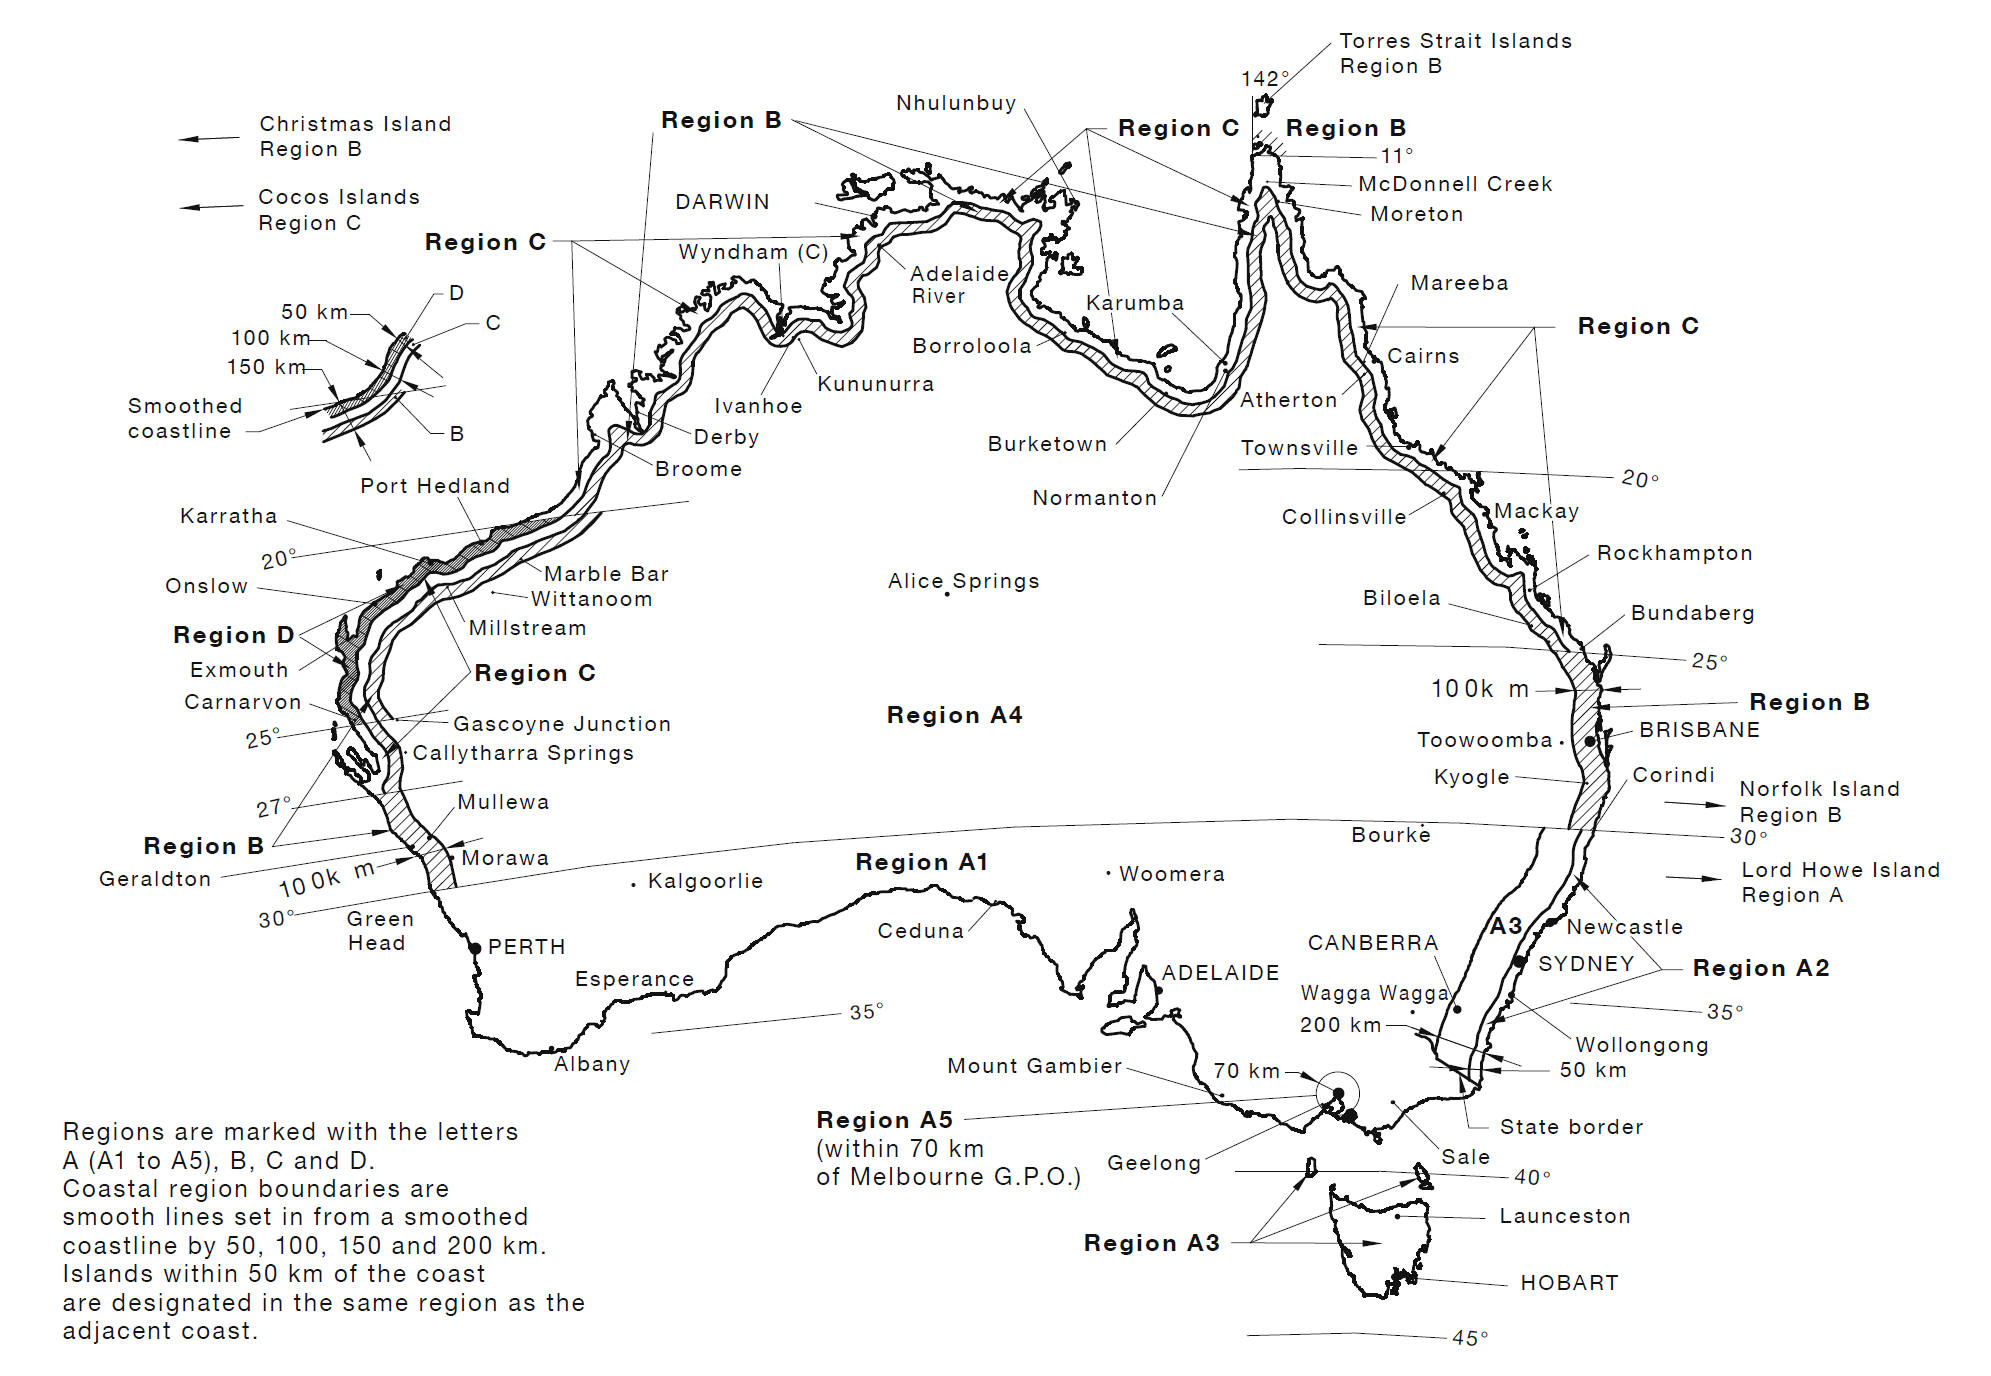 Torres Strait Islands
Region B
142°
Nhulunbuy
Region B
Region C
Region B
Christmas Island
Region B
11°
McDonnell Creek
Cocos Islands
Region C
DARWIN
Moreton
Region C
Wyndham (C)
Adelaide
River
Mareeba
D
50 km
C
100 km
150 km
Karumba
Region C
Borroloola
Cairns
Kununurra
Smoothed
coastline
Ivanhoe
Atherton
B
Derby
Burketown
Townsville
Broome
20°
Port Hedland
Normanton
Collinsville
Mackay
Karratha
20°
Rockhampton
Onslow
Marble Bar
Wittanoom
Alice Springs
Biloela
Bundaberg
Millstream
Region D
Exmouth
Region C
25°
Carnarvon
100k m
Region B
Gascoyne Junction
Region A4
25°
Callytharra Springs
Toowoomba
BRISBANE
Kyogle
Corindi
27°
Mullewa
Norfolk Island
Region B
Region B
Bourke
30°
Morawa
Region A1
Geraldton
100k m
Kalgoorlie
Woomera
Lord Howe Island
Region A
30°
Green
Head
PERTH
Ceduna
A3
Newcastle
CANBERRA
SYDNEY
Region A2
Esperance
ADELAIDE
Wagga Wagga
35°
35°
200 km
Wollongong
Albany
Mount Gambier
70 km
50 km
Region A5
(within 70 km
of Melbourne G.P.O.)
State border
Geelong
Sale
40°
Launceston
Region A3
HOBART
45°
Regions are marked with the letters
A (A1 to A5), B, C and D.
Coastal region boundaries are
smooth lines set in from a smoothed
coastline by 50, 100, 150 and 200 km.
Islands within 50 km of the coast
are designated in the same region as the
adjacent coast.